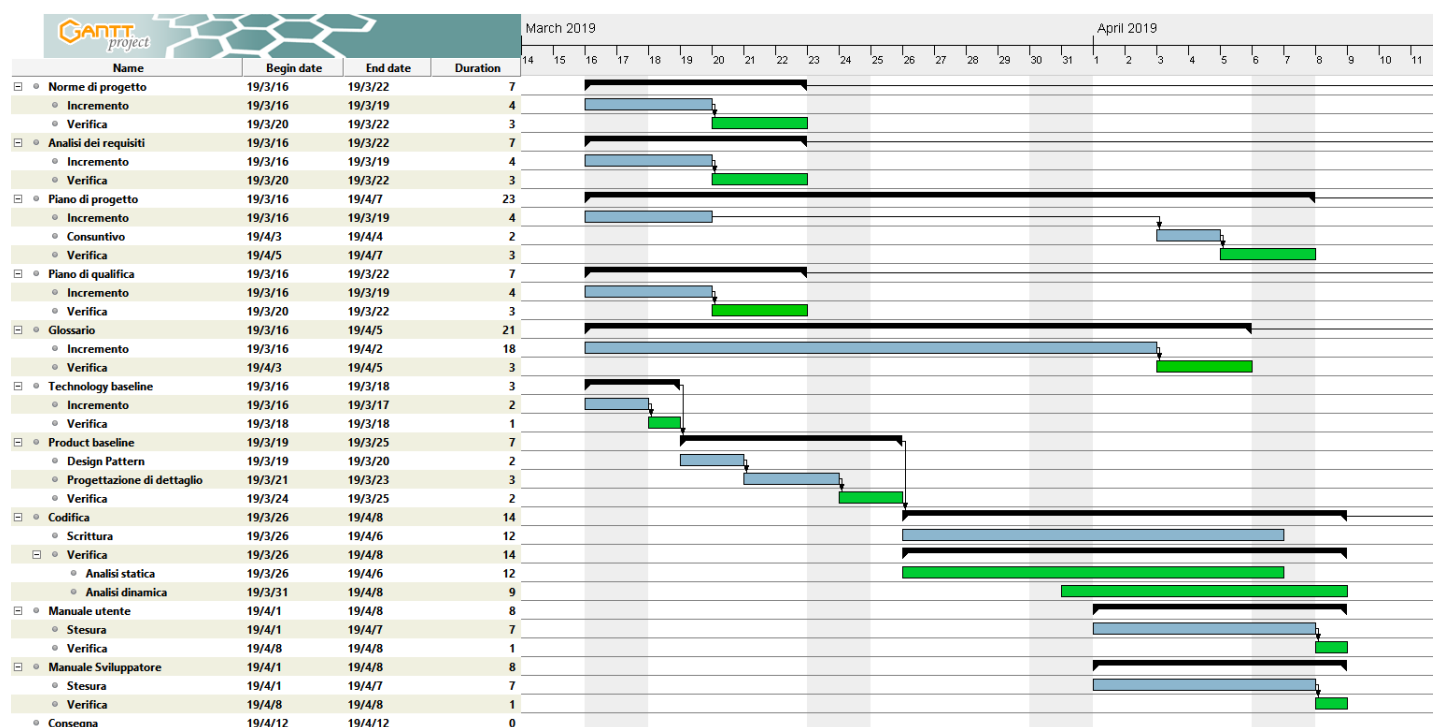 GANTT project
March 2019 April 2019
14 15 16 17 18 19 20 21 22 23 24 25 26 27 28 29 30 31 1 2 3 4 5 6 7 8 9 10 11
Name Begin date End date Duration
Norme di progetto 19/3/16 19/3/22 7
Incremento 19/3/16 19/3/19 4
Verifica 19/3/20 19/3/22 3
Analisi dei requisiti 19/3/16 19/3/22 7
Incremento 19/3/16 19/3/19 4
Verifica 19/3/20 19/3/22 3
Piano di progetto 19/3/16 19/4/7 23
Incremento 19/3/16 19/3/19 4
Consuntivo 19/4/3 19/4/4 2
Verifica 19/4/5 19/4/7 3
Piano di qualifica 19/3/16 19/3/22 7
Incremento 19/3/16 19/3/19 4
Verifica 19/3/20 19/3/22 3
Glossario 19/3/16 19/4/5 21
Incremento 19/3/16 19/4/2 18
Verifica 19/4/3 19/4/5 3
Technology baseline 19/3/16 19/3/18 3
Incremento 19/3/16 19/3/17 2
Verifica 19/3/18 19/3/18 1
Product baseline 19/3/19 19/3/25 7
Design Pattern 19/3/19 19/3/20 2
Progettazione di dettaglio 19/3/21 19/3/23 3
Verifica 19/3/24 19/3/25 2
Codifica 19/3/26 19/4/8 14
Scrittura 19/3/26 19/4/6 12
Verifica 19/3/26 19/4/8 14
Analisi statica 19/3/26 19/4/6 12
Analisi dinamica 19/3/31 19/4/8 9
Manuale utente 19/4/1 19/4/8 8
Stesura 19/4/1 19/4/7 7
Verifica 19/4/8 19/4/8 1
Manuale Sviluppatore 19/4/1 19/4/8 8
Stesura 19/4/1 19/4/7 7
Verifica 19/4/8 19/4/8 1
Consegna 19/4/12 19/4/12 0